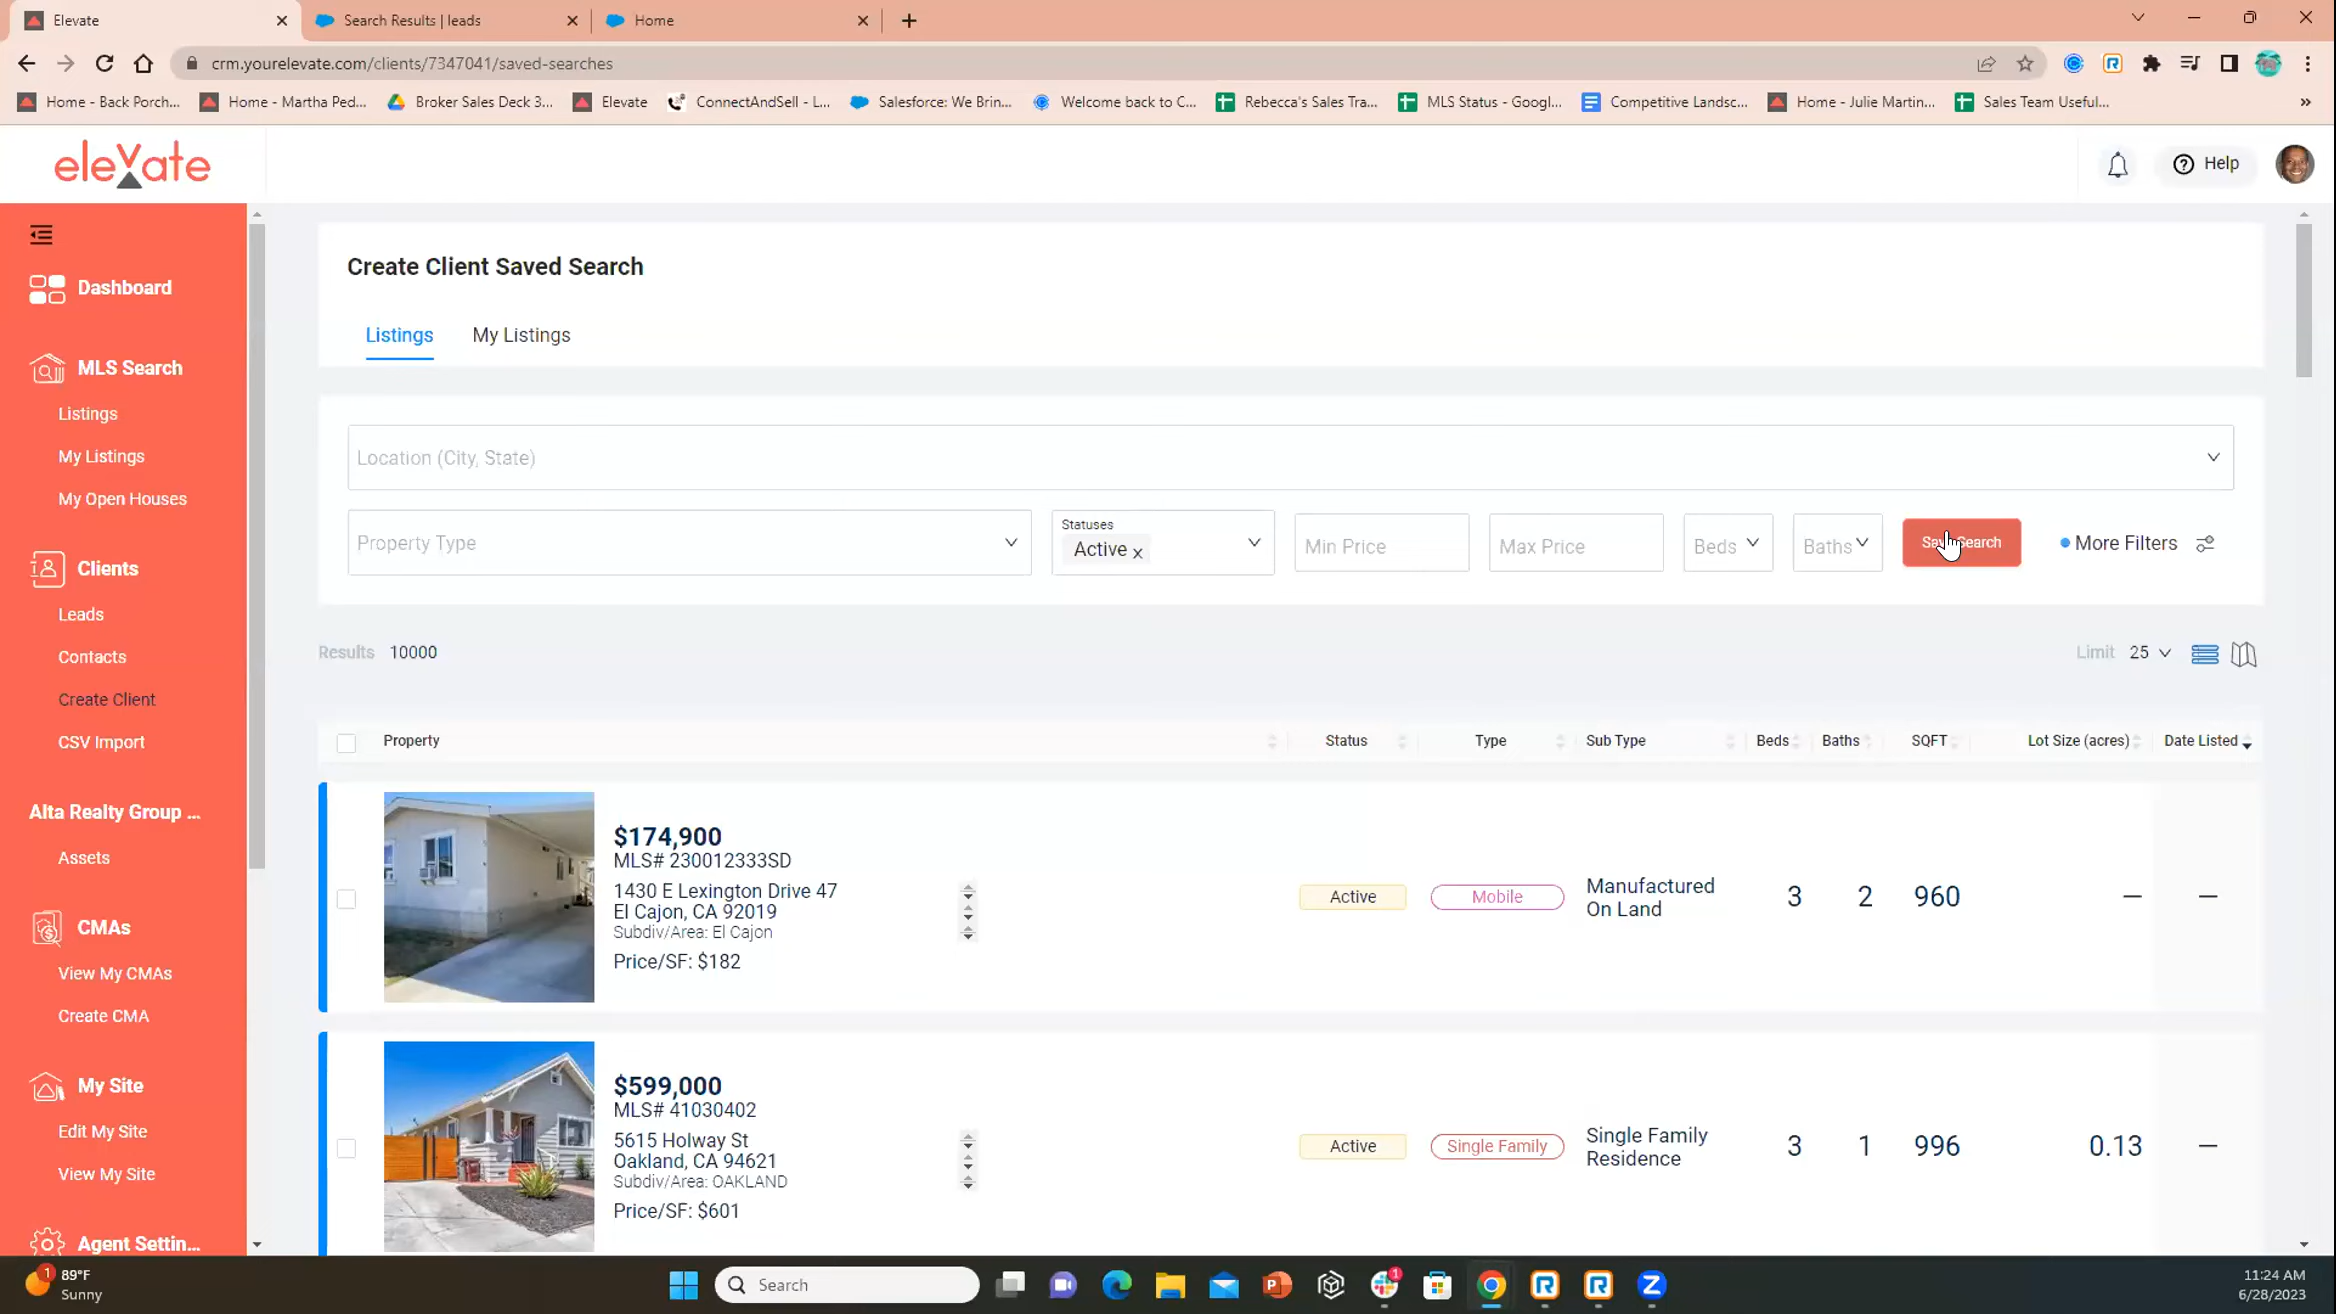 Elevate
Search Results | leads
Home
crm.yourelevate.com/clients/7347041/saved-searches
Home - Back Porch...
Home - Martha Ped...
Broker Sales Deck 3...
Elevate
ConnectAndSell - L...
Salesforce: We Brin...
Welcome back to C...
Rebecca's Sales Tra...
MLS Status - Googl...
Competitive Landsc...
Home - Julie Martin...
Sales Team Useful...
elevate
Help
Dashboard
MLS Search
Listings
My Listings
My Open Houses
Clients
Leads
Contacts
Create Client
CSV Import
Alta Realty Group ...
Assets
CMAs
View My CMAs
Create CMA
My Site
Edit My Site
View My Site
Agent Settin...
Create Client Saved Search
Listings
My Listings
Location (City, State)
Property Type
Statuses
Active x
Min Price
Max Price
Beds
Baths
Search
More Filters
Results 10000
Limit 25
Property
Status
Type
Sub Type
Beds
Baths
SQFT
Lot Size (acres)
Date Listed
$174,900
MLS# 230012333SD
1430 E Lexington Drive 47
El Cajon, CA 92019
Subdiv/Area: El Cajon
Price/SF: $182
Active
Mobile
Manufactured
On Land
3
2
960
—
—
$599,000
MLS# 41030402
5615 Holway St
Oakland, CA 94621
Subdiv/Area: OAKLAND
Price/SF: $601
Active
Single Family
Single Family
Residence
3
1
996
0.13
—
1
89°F
Sunny
Search
1
11:24 AM
6/28/2023